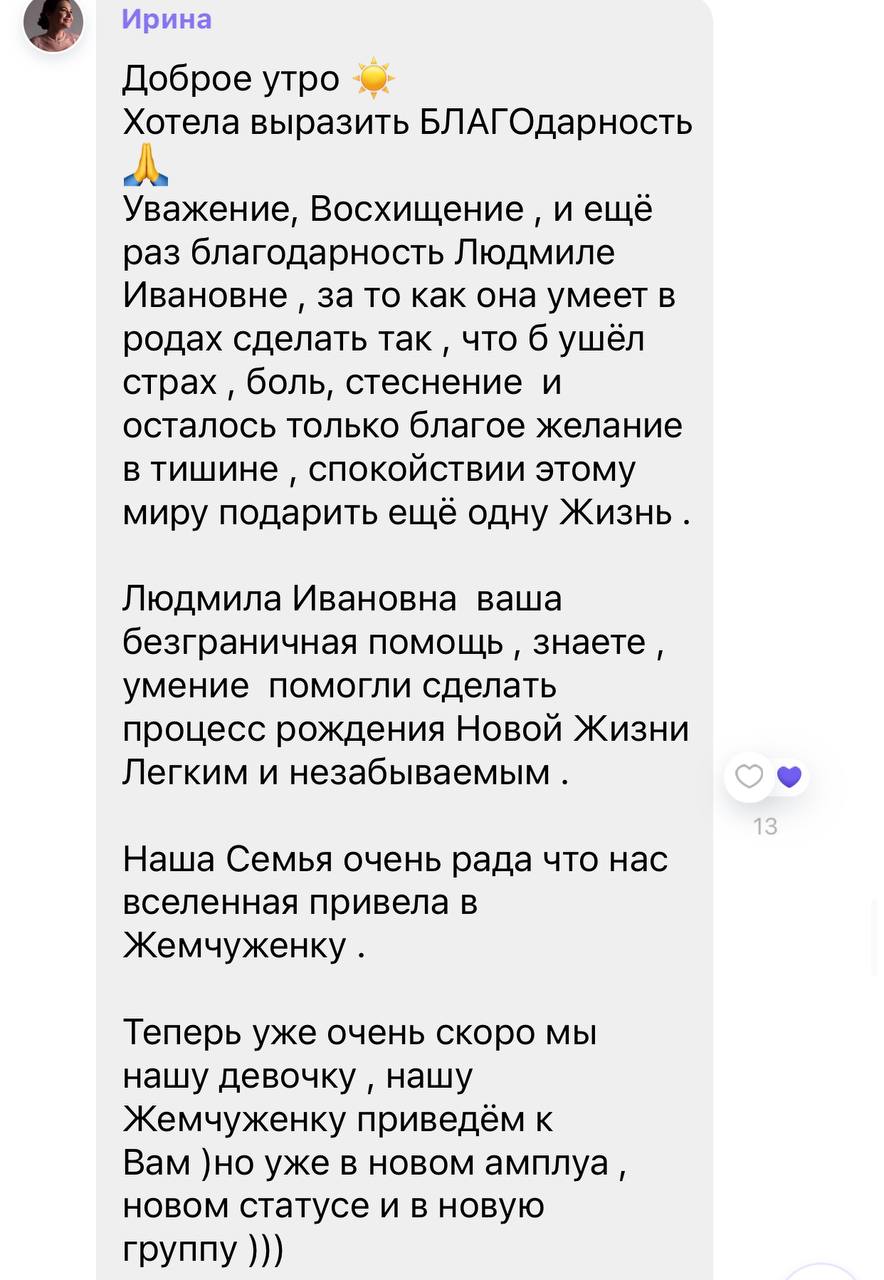 Ирина
Доброе утро ☀️
Хотела выразить БЛАГОдарность
🙏
Уважение, Восхищение , и ещё
раз благодарность Людмиле
Ивановне , за то как она умеет в
родах сделать так , что б ушёл
страх , боль, стеснение  и
осталось только благое желание
в тишине , спокойствии этому
миру подарить ещё одну Жизнь .
Людмила Ивановна  ваша
безграничная помощь , знаете ,
умение  помогли сделать
процесс рождения Новой Жизни
Легким и незабываемым .
13
Наша Семья очень рада что нас
вселенная привела в
Жемчуженку .
Теперь уже очень скоро мы
нашу девочку , нашу
Жемчуженку приведём к
Вам )но уже в новом амплуа ,
новом статусе и в новую
группу )))